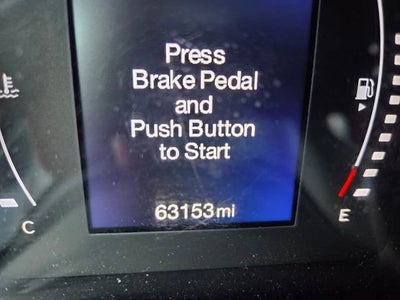 Press
Brake Pedal
and
Push Button
to Start
63153mi
C
E